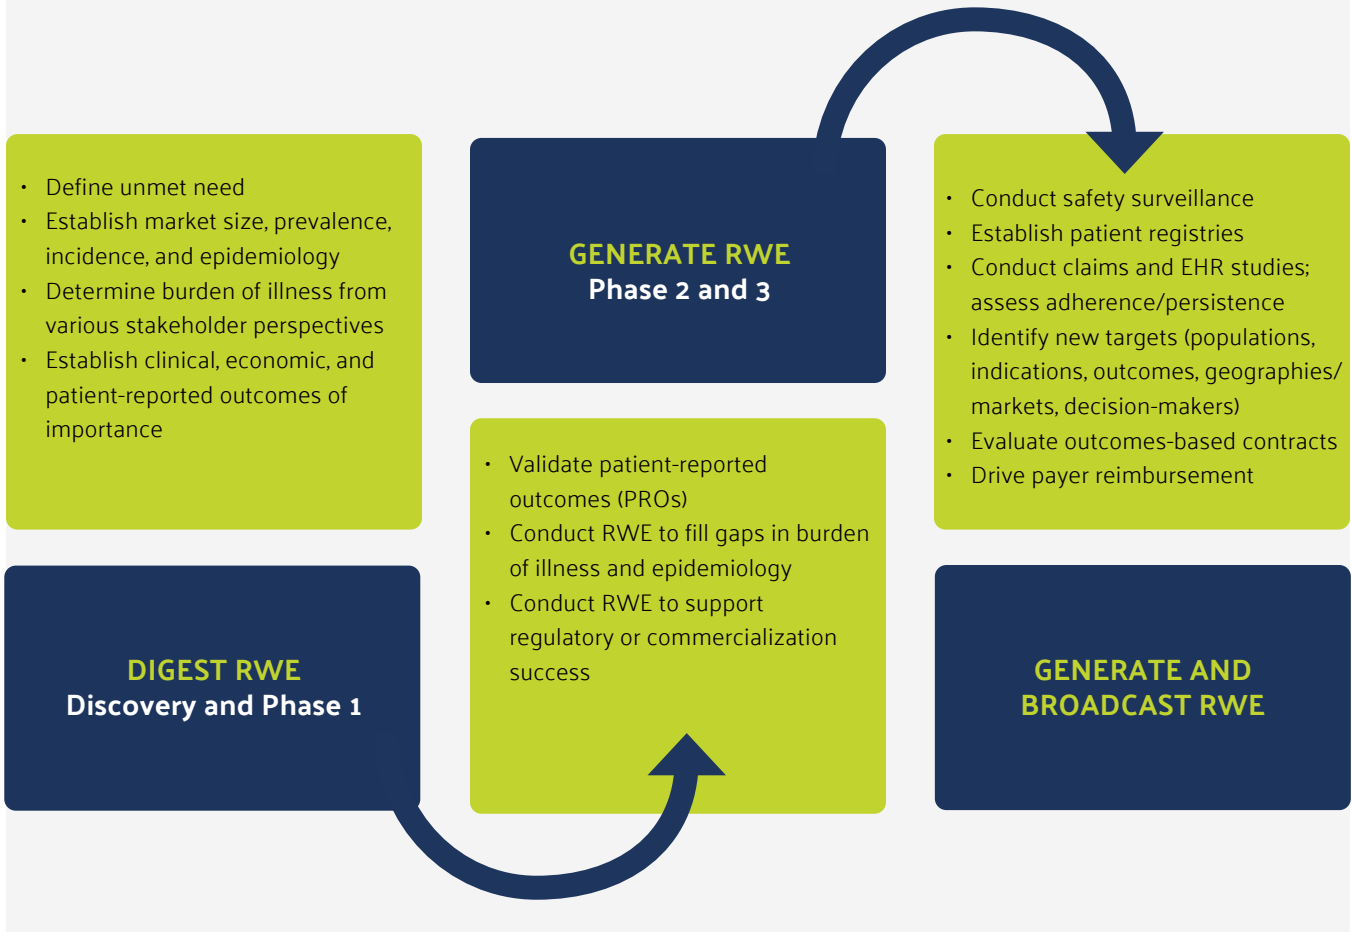 • Define unmet need
• Establish market size, prevalence,
incidence, and epidemiology
• Determine burden of illness from
various stakeholder perspectives
• Establish clinical, economic, and
patient-reported outcomes of
importance
DIGEST RWE
Discovery and Phase 1
GENERATE RWE
Phase 2 and 3
• Validate patient-reported
outcomes (PROs)
• Conduct RWE to fill gaps in burden
of illness and epidemiology
• Conduct RWE to support
regulatory or commercialization
success
• Conduct safety surveillance
• Establish patient registries
• Conduct claims and EHR studies;
assess adherence/persistence
• Identify new targets (populations,
indications, outcomes, geographies/
markets, decision-makers)
• Evaluate outcomes-based contracts
• Drive payer reimbursement
GENERATE AND
BROADCAST RWE